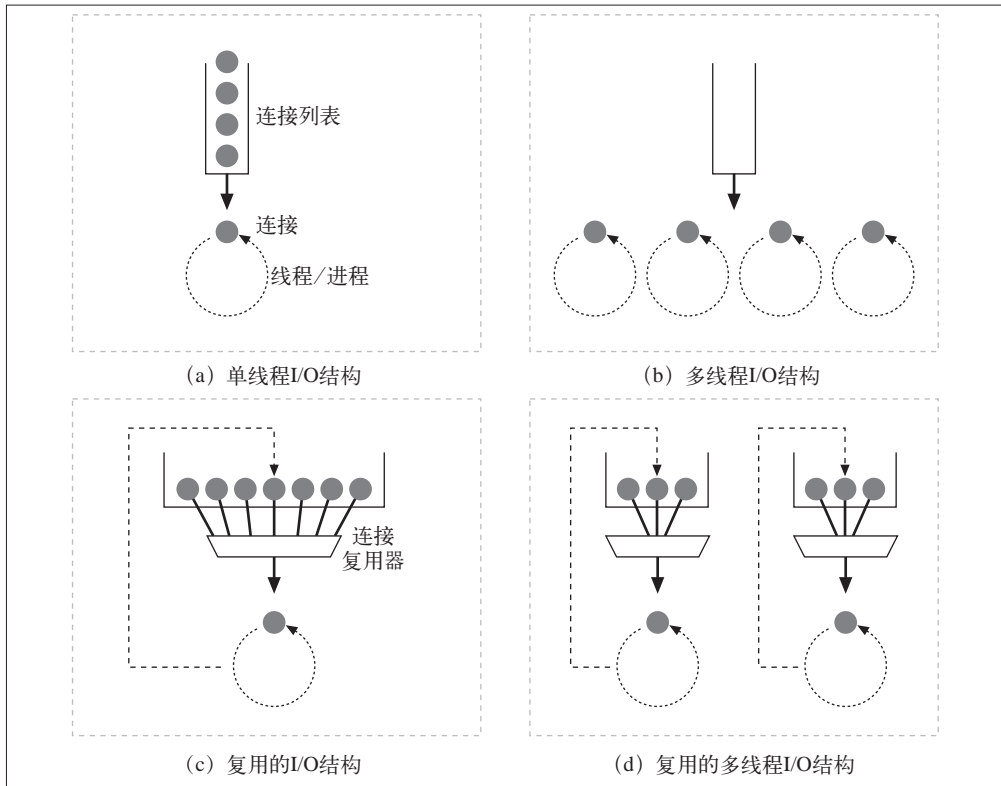 连接列表
连接
线程/进程
（a）单线程I/O结构
（b）多线程I/O结构
连接
复用器
（c）复用的I/O结构
（d）复用的多线程I/O结构